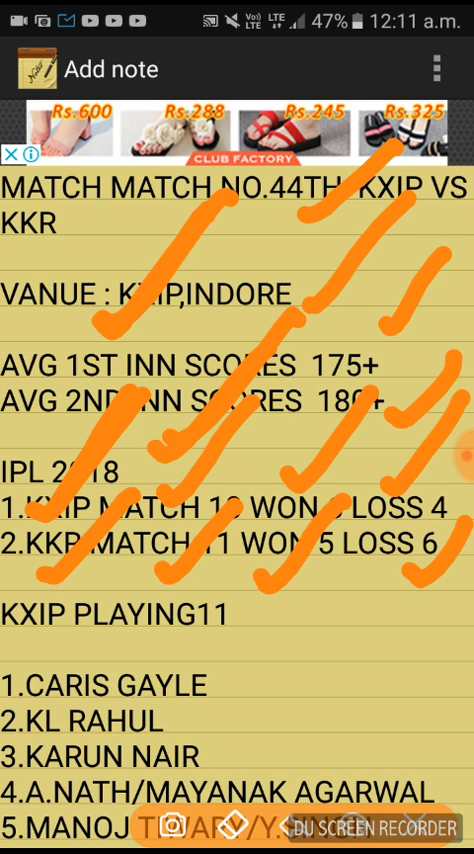 47% 12:11 a.m.
Add note
Rs.600 Rs.288 Rs.245 Rs.325
CLUB FACTORY
MATCH MATCH NO.44TH KXIP VS
KKR
VANUE : KXIP,INDORE
AVG 1ST INN SCORES 175+
AVG 2ND INN SCORES 180+
IPL 2018
1.KXIP MATCH 10 WON 6 LOSS 4
2.KKR MATCH 11 WON 5 LOSS 6
KXIP PLAYING11
1.CARIS GAYLE
2.KL RAHUL
3.KARUN NAIR
4.A.NATH/MAYANAK AGARWAL
5.MANOJ TIWARY/Y.SINGH
DU SCREEN RECORDER